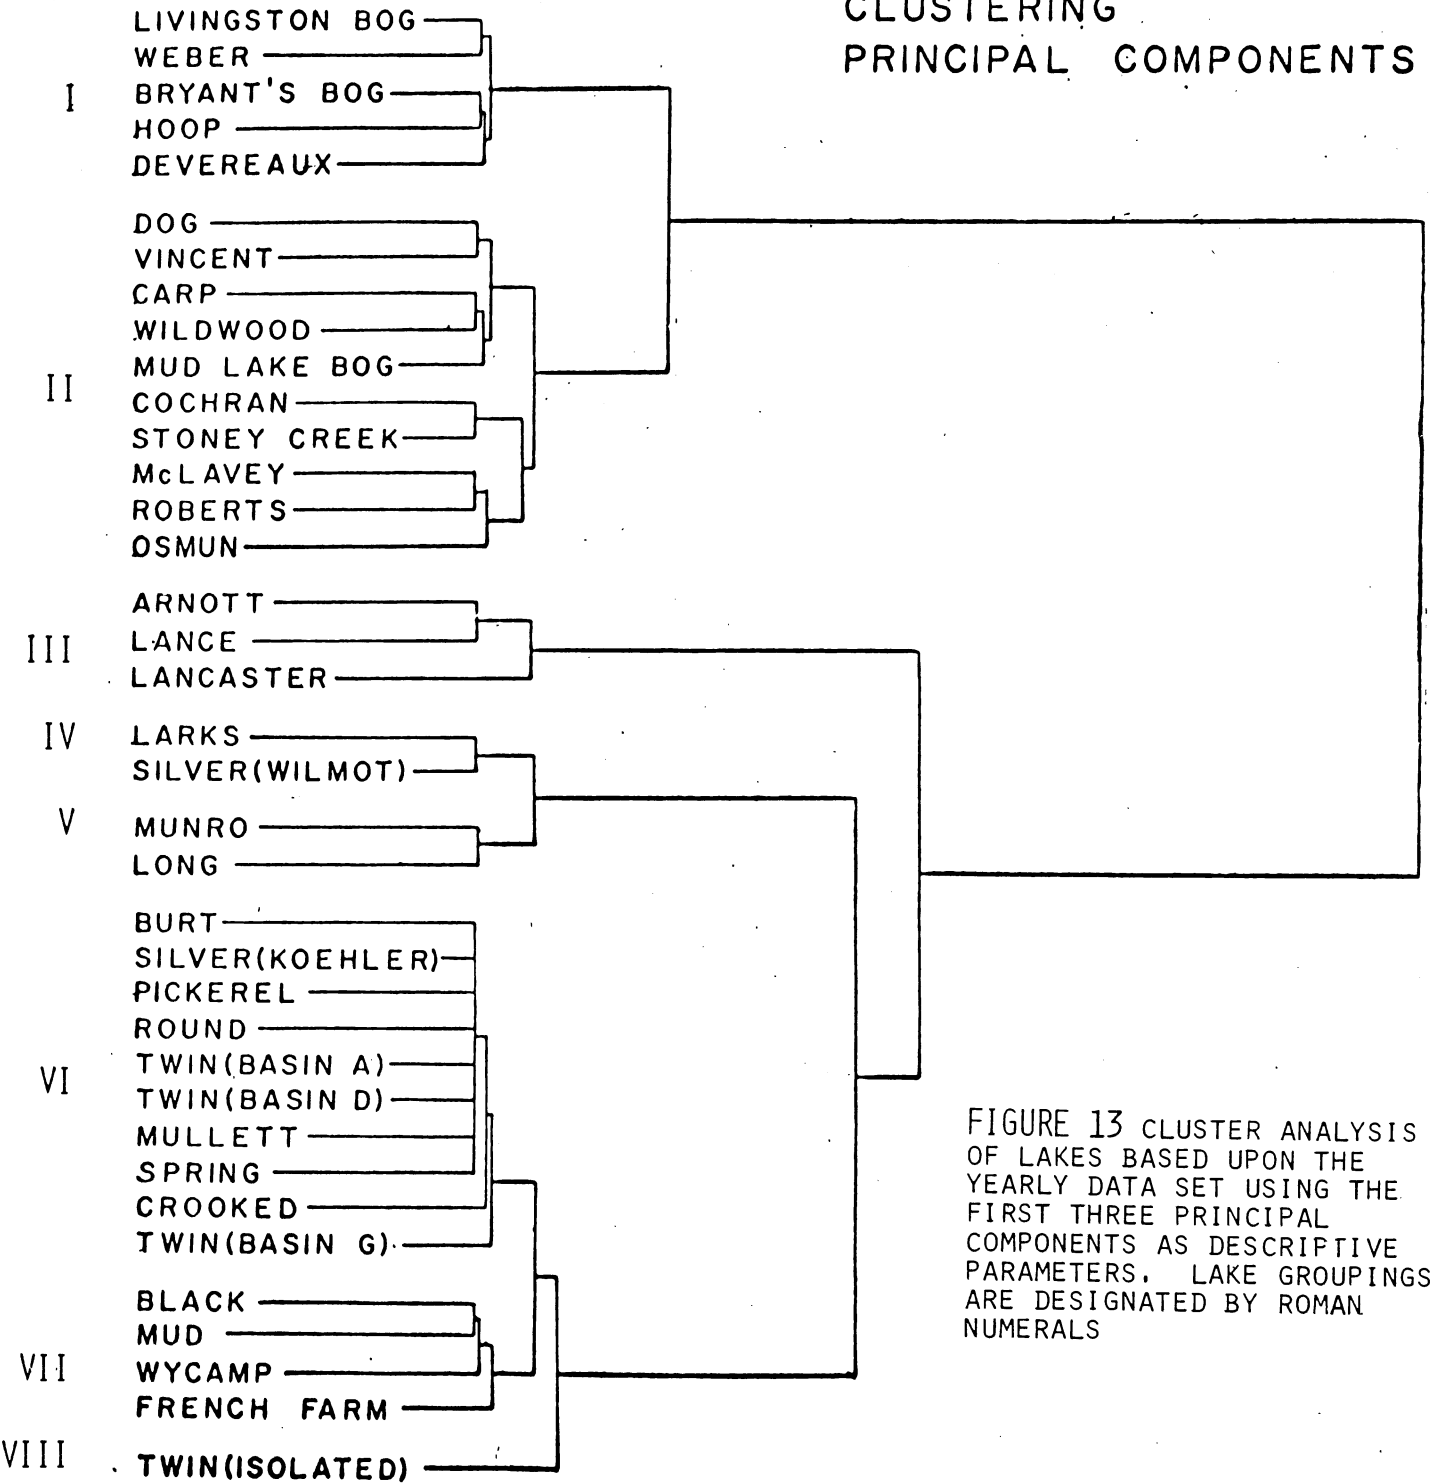 CLUSTERING
PRINCIPAL COMPONENTS
I
LIVINGSTON BOG
WEBER
BRYANT'S BOG
HOOP
DEVEREAUX
II
DOG
VINCENT
CARP
WILDWOOD
MUD LAKE BOG
COCHRAN
STONEY CREEK
McLAVEY
ROBERTS
OSMUN
III
ARNOTT
LANCE
LANCASTER
IV
LARKS
SILVER(WILMOT)
V
MUNRO
LONG
VI
BURT
SILVER(KOEHLER)
PICKEREL
ROUND
TWIN(BASIN A)
TWIN(BASIN D)
MULLETT
SPRING
CROOKED
TWIN(BASIN G)
VII
BLACK
MUD
WYCAMP
FRENCH FARM
VIII
TWIN(ISOLATED)
FIGURE 13 CLUSTER ANALYSIS
OF LAKES BASED UPON THE
YEARLY DATA SET USING THE
FIRST THREE PRINCIPAL
COMPONENTS AS DESCRIPTIVE
PARAMETERS. LAKE GROUPINGS
ARE DESIGNATED BY ROMAN
NUMERALS